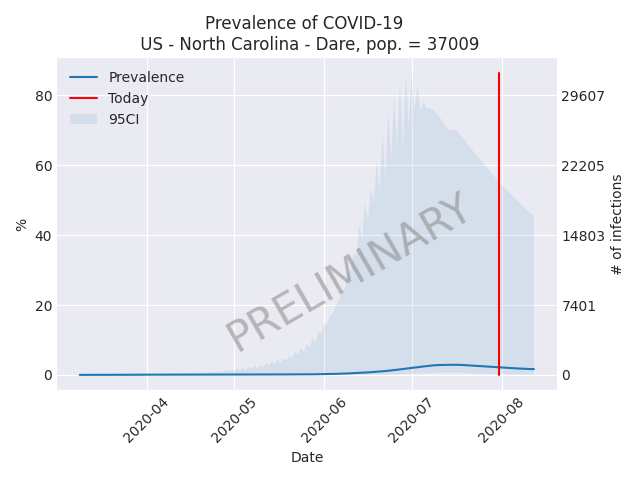 Prevalence of COVID-19
US - North Carolina - Dare, pop. = 37009
Prevalence
Today
95CI
80
60
40
20
0
%
29607
22205
14803
7401
0
# of infections
PRELIMINARY
2020-04
2020-05
2020-06
2020-07
2020-08
Date